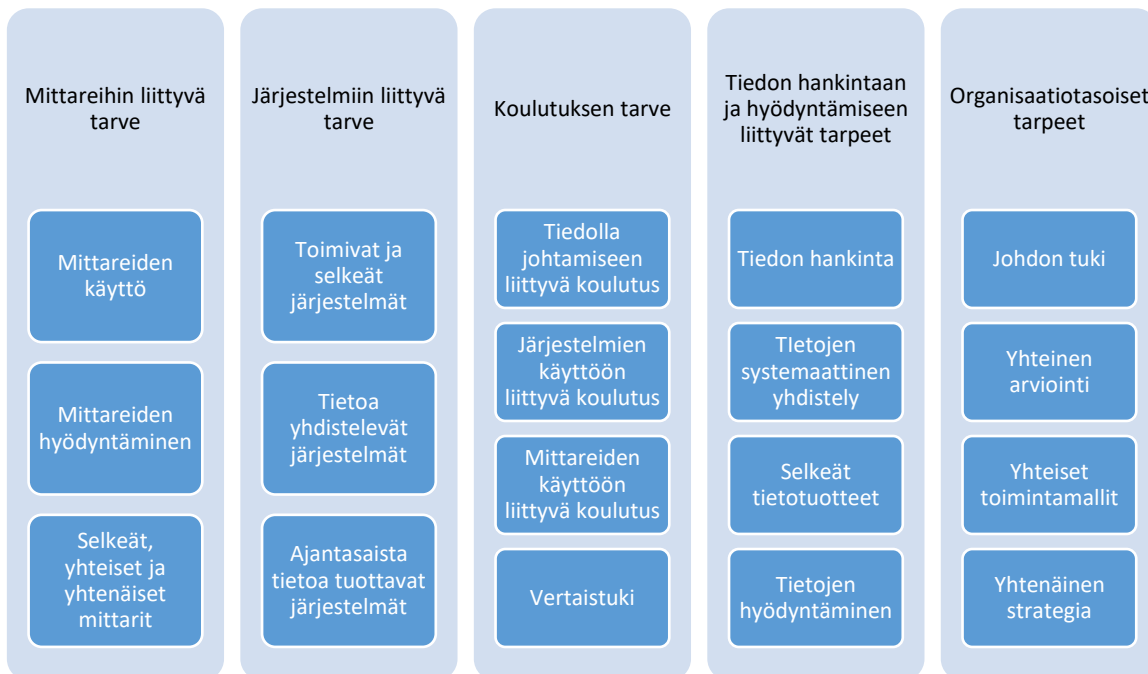 Mittareihin liittyvä
tarve
Mittareiden
käyttö
Mittareiden
hyödyntäminen
Selkeät,
yhteiset ja
yhtenäiset
mittarit
Järjestelmiin liittyvä
tarve
Toimivat ja
selkeät
järjestelmät
Tietoa
yhdistelevät
järjestelmät
Ajantasaista
tietoa tuottavat
järjestelmät
Koulutuksen tarve
Tiedolla
johtamiseen
liittyvä koulutus
Järjestelmien
käyttöön
liittyvä koulutus
Mittareiden
käyttöön
liittyvä koulutus
Vertaistuki
Tiedon hankintaan
ja hyödyntämiseen
liittyvät tarpeet
Tiedon hankinta
TIetojen
systemaattinen
yhdistely
Selkeät
tietotuotteet
Tietojen
hyödyntäminen
Organisaatiotasoiset
tarpeet
Johdon tuki
Yhteinen
arviointi
Yhteiset
toimintamallit
Yhtenäinen
strategia